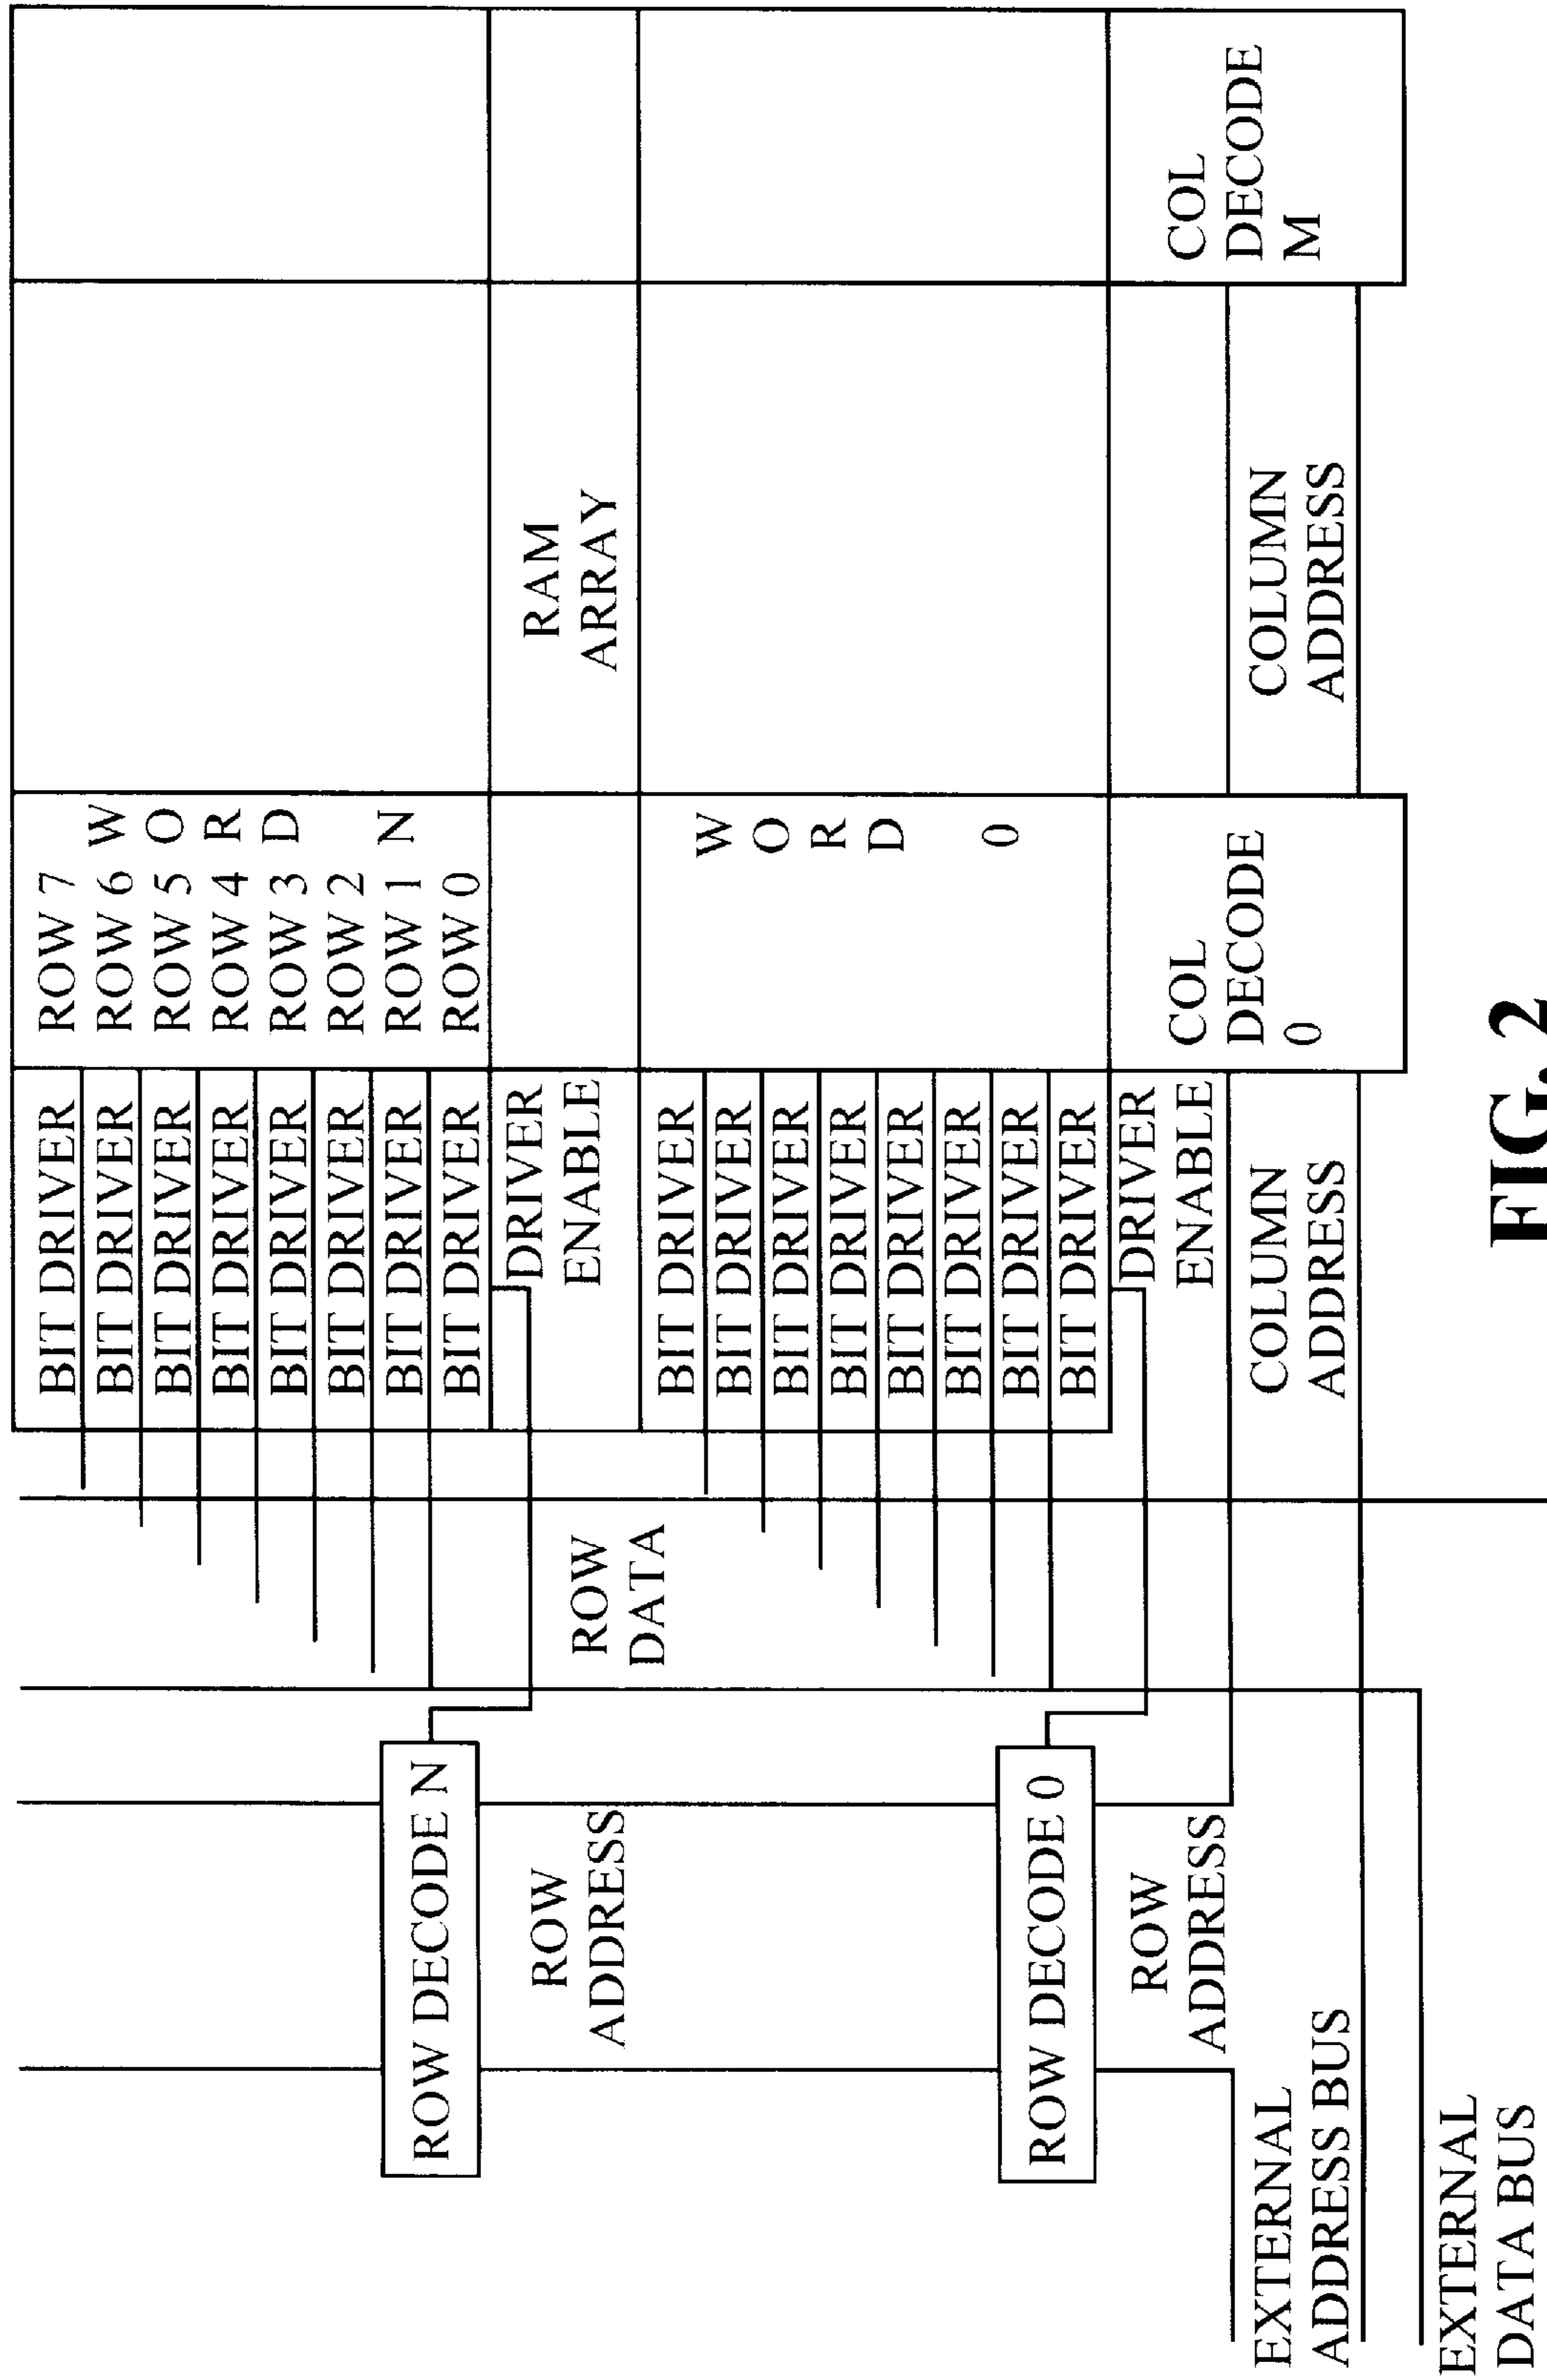 BIT DRIVER
BIT DRIVER
BIT DRIVER
BIT DRIVER
BIT DRIVER
BIT DRIVER
BIT DRIVER
BIT DRIVER
ROW 7
ROW 6
ROW 5
ROW 4
ROW 3
ROW 2
ROW 1
ROW 0
W
O
R
D
N
ROW DECODE N
DRIVER
ENABLE
RAM
ARRAY
ROW
DATA
ROW
ADDRESS
BIT DRIVER
BIT DRIVER
BIT DRIVER
BIT DRIVER
BIT DRIVER
BIT DRIVER
BIT DRIVER
BIT DRIVER
W
O
R
D
0
ROW DECODE 0
DRIVER
ENABLE
ROW
ADDRESS
COL
DECODE
0
COL
DECODE
M
EXTERNAL
ADDRESS BUS
COLUMN
ADDRESS
COLUMN
ADDRESS
EXTERNAL
DATA BUS
FIG. 2